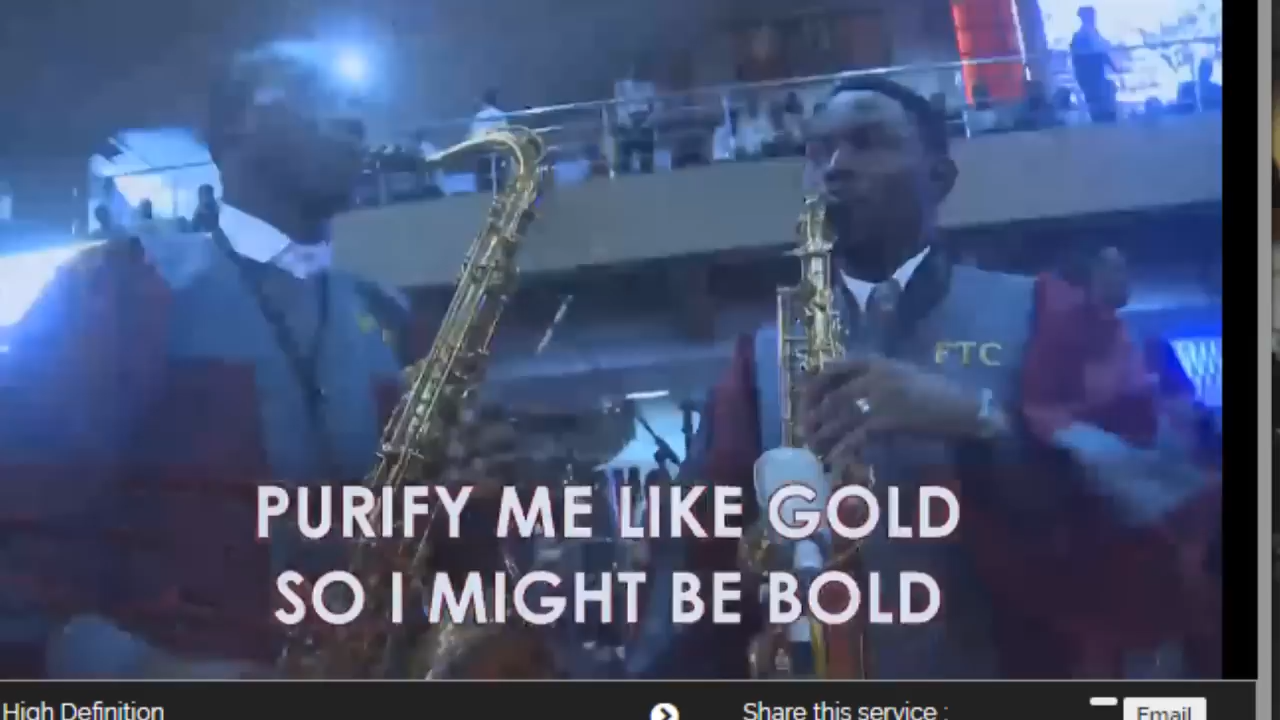 FTC
PURIFY ME LIKE GOLD
SO I MIGHT BE BOLD
High Definition
Share this service :
Email